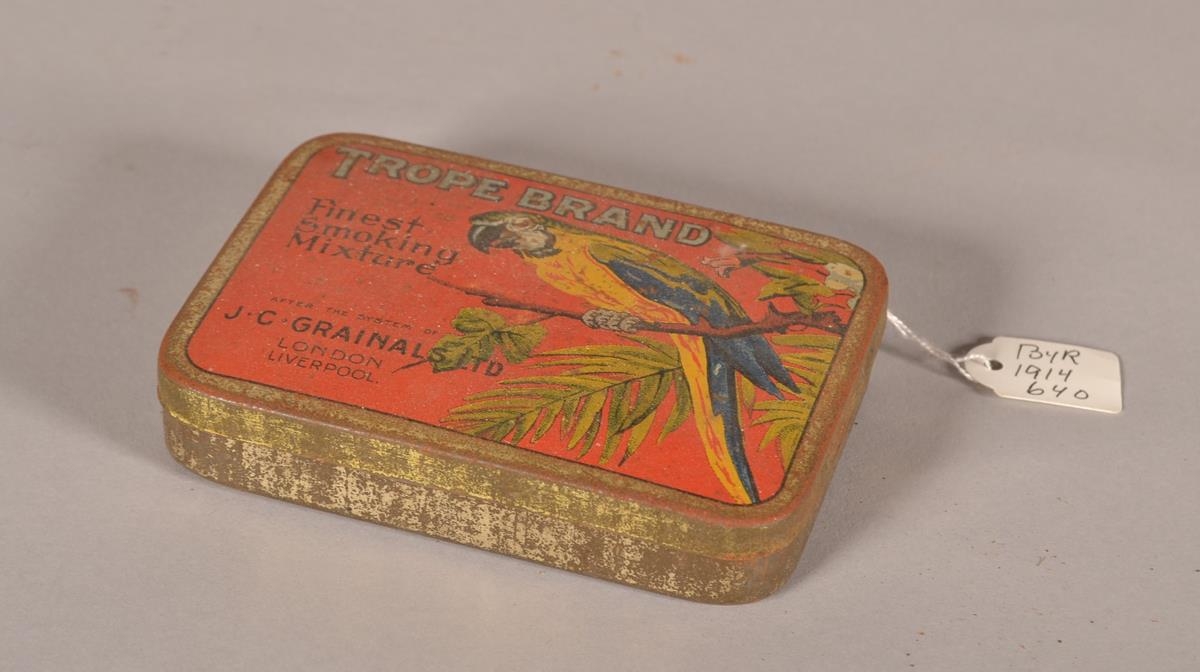 TROPE BRAND
Finest
Smoking
Mixture
AFTER THE SYSTEM OF
J·C·GRAINALS LTD
LONDON
LIVERPOOL.
ByR
1914
640